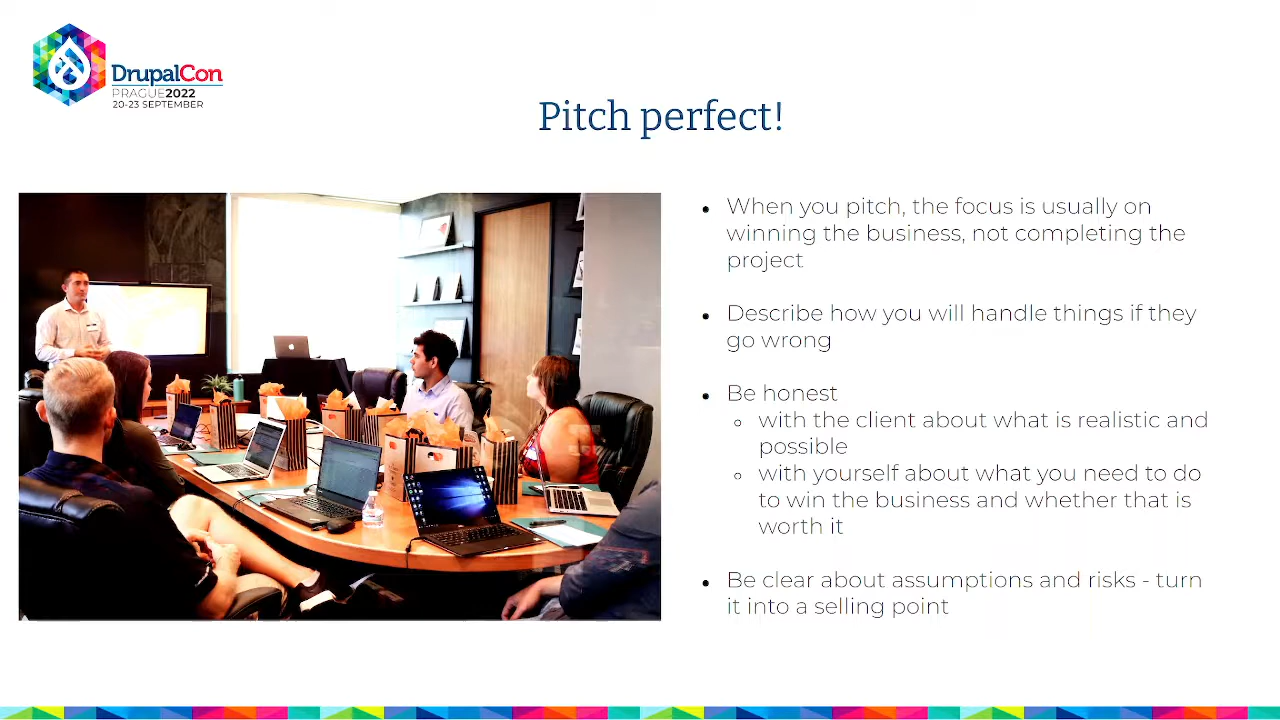 DrupalCon
PRAGUE2022
20-23 SEPTEMBER
Pitch perfect!
When you pitch, the focus is usually on
winning the business, not completing the
project
Describe how you will handle things if they
go wrong
Be honest
with the client about what is realistic and
possible
with yourself about what you need to do
to win the business and whether that is
worth it
Be clear about assumptions and risks - turn
it into a selling point